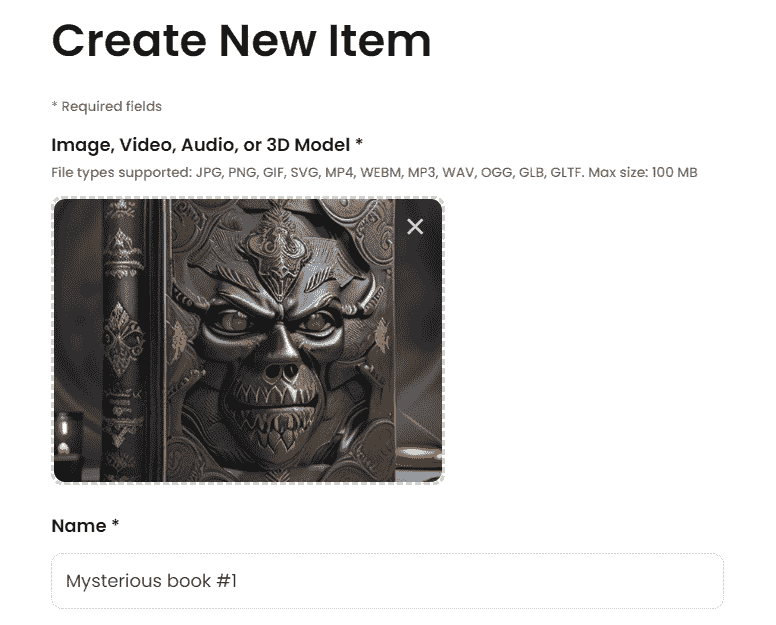 Create New Item
* Required fields
Image, Video, Audio, or 3D Model *
File types supported: JPG, PNG, GIF, SVG, MP4, WEBM, MP3, WAV, OGG, GLB, GLTF. Max size: 100 MB
Name *
Mysterious book #1